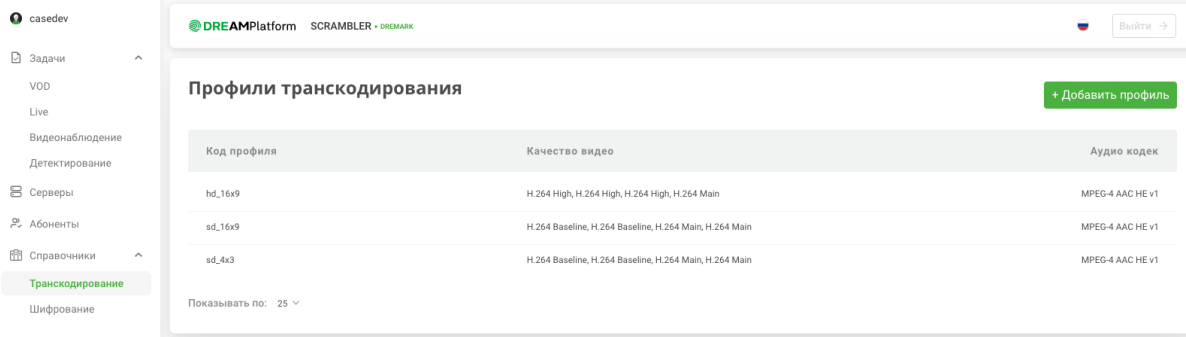 casedev
Задачи
VOD
Live
Видеонаблюдение
Детектирование
Серверы
Абоненты
Справочники
Транскодирование
Шифрование
DREAMPlatform SCRAMBLER • DREMARK
Выйти →
Профили транскодирования
+ Добавить профиль
Код профиля Качество видео Аудио кодек
hd_16x9 H.264 High, H.264 High, H.264 High, H.264 Main MPEG-4 AAC HE v1
sd_16x9 H.264 Baseline, H.264 Baseline, H.264 Main, H.264 Main MPEG-4 AAC HE v1
sd_4x3 H.264 Baseline, H.264 Baseline, H.264 Main, H.264 Main MPEG-4 AAC HE v1
Показывать по: 25